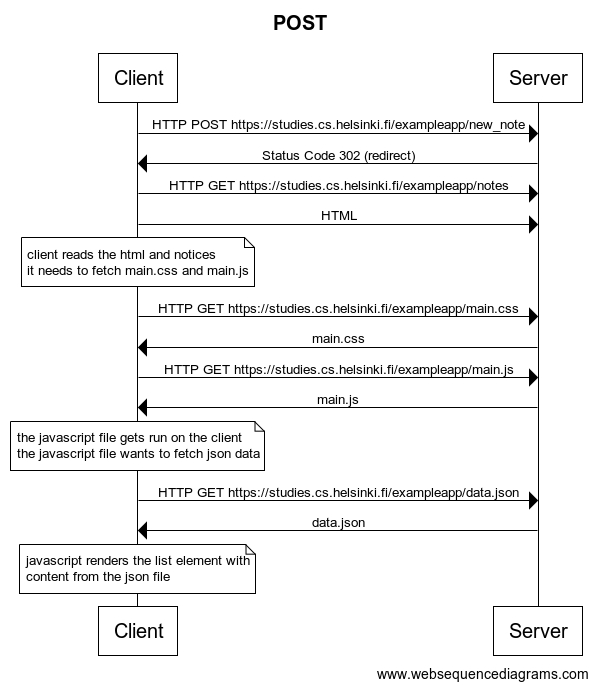 POST
Client
Server
HTTP POST https://studies.cs.helsinki.fi/exampleapp/new_note
Status Code 302 (redirect)
HTTP GET https://studies.cs.helsinki.fi/exampleapp/notes
HTML
client reads the html and notices
it needs to fetch main.css and main.js
HTTP GET https://studies.cs.helsinki.fi/exampleapp/main.css
main.css
HTTP GET https://studies.cs.helsinki.fi/exampleapp/main.js
main.js
the javascript file gets run on the client
the javascript file wants to fetch json data
HTTP GET https://studies.cs.helsinki.fi/exampleapp/data.json
data.json
javascript renders the list element with
content from the json file
Client
Server
www.websequencediagrams.com